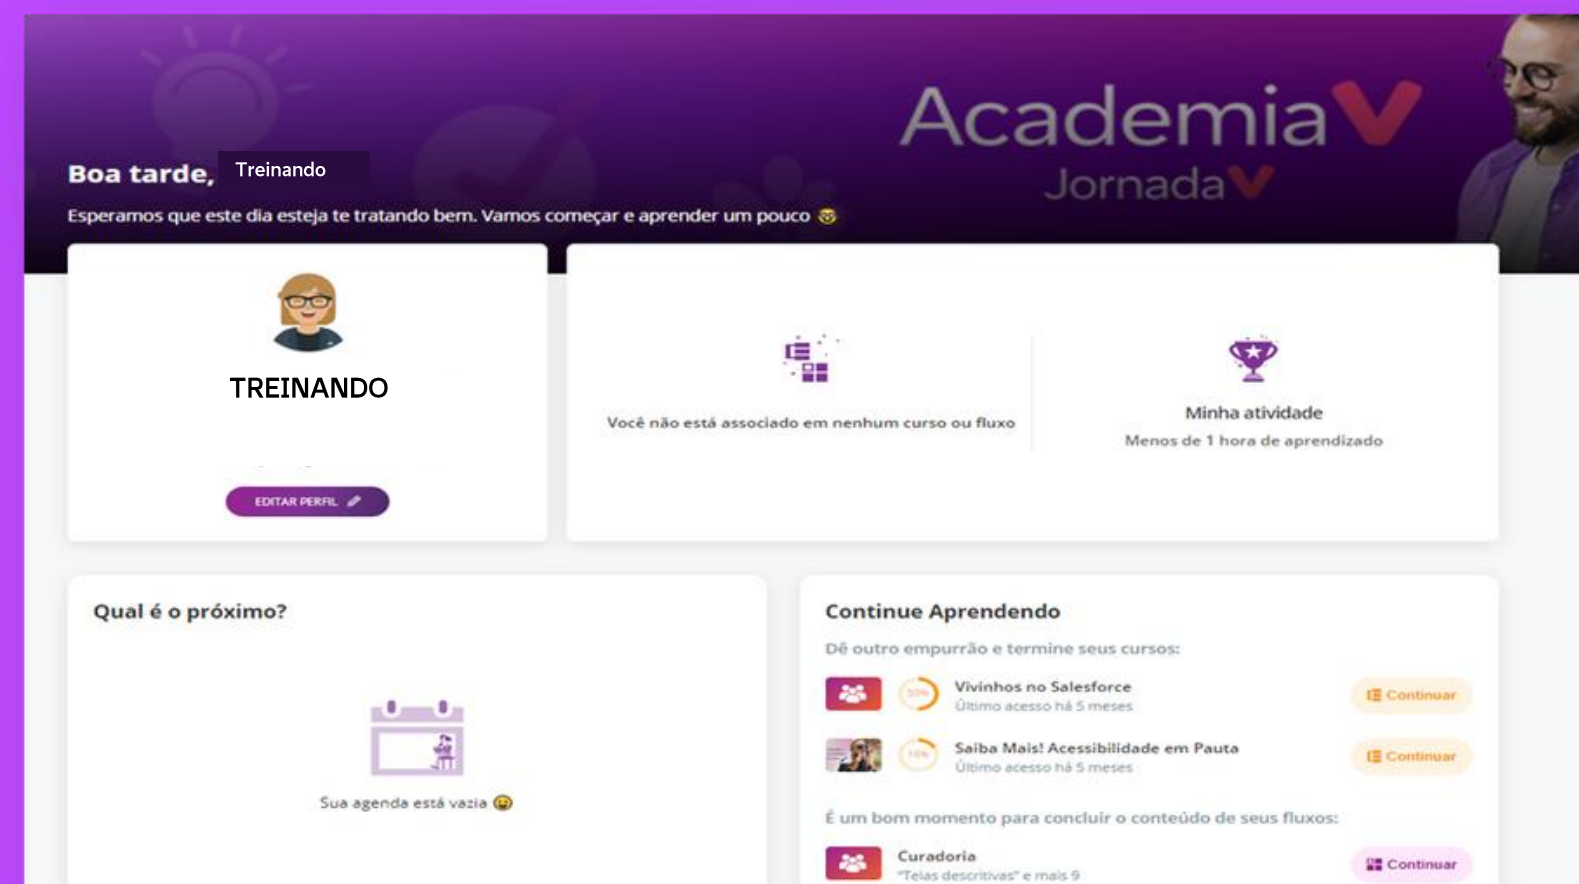 Academia
Jornada
Boa tarde, Treinando
Esperamos que este dia esteja te tratando bem. Vamos começar e aprender um pouco
TREINANDO
EDITAR PERFIL
Você não está associado em nenhum curso ou fluxo
Minha atividade
Menos de 1 hora de aprendizado
Qual é o próximo?
Sua agenda está vazia
Continue Aprendendo
Dê outro empurrão e termine seus cursos:
50%
Vivinhos no Salesforce
Último acesso há 5 meses
Continuar
Saiba Mais! Acessibilidade em Pauta
Último acesso há 5 meses
Continuar
É um bom momento para concluir o conteúdo de seus fluxos:
Curadoria
"Telas descritivas" e mais 9
Continuar